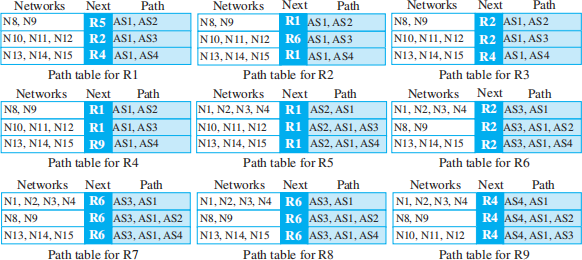 Networks Next Path Networks Next Path Networks Next Path
N8, N9 R5 AS1, AS2 N8, N9 R1 AS1, AS2 N8, N9 R2 AS1, AS2
N10, N11, N12 R2 AS1, AS3 N10, N11, N12 R6 AS1, AS3 N10, N11, N12 R2 AS1, AS3
N13, N14, N15 R4 AS1, AS4 N13, N14, N15 R1 AS1, AS4 N13, N14, N15 R4 AS1, AS4
Path table for R1 Path table for R2 Path table for R3
Networks Next Path Networks Next Path Networks Next Path
N8, N9 R1 AS1, AS2 N1, N2, N3, N4 R1 AS2, AS1 N1, N2, N3, N4 R2 AS3, AS1
N10, N11, N12 R1 AS1, AS3 N10, N11, N12 R1 AS2, AS1, AS3 N8, N9 R2 AS3, AS1, AS2
N13, N14, N15 R9 AS1, AS4 N13, N14, N15 R1 AS2, AS1, AS4 N13, N14, N15 R2 AS3, AS1, AS4
Path table for R4 Path table for R5 Path table for R6
Networks Next Path Networks Next Path Networks Next Path
N1, N2, N3, N4 R6 AS3, AS1 N1, N2, N3, N4 R6 AS3, AS1 N1, N2, N3, N4 R4 AS4, AS1
N8, N9 R6 AS3, AS1, AS2 N8, N9 R6 AS3, AS1, AS2 N8, N9 R4 AS4, AS1, AS2
N13, N14, N15 R6 AS3, AS1, AS4 N13, N14, N15 R6 AS3, AS1, AS4 N10, N11, N12 R4 AS4, AS1, AS3
Path table for R7 Path table for R8 Path table for R9